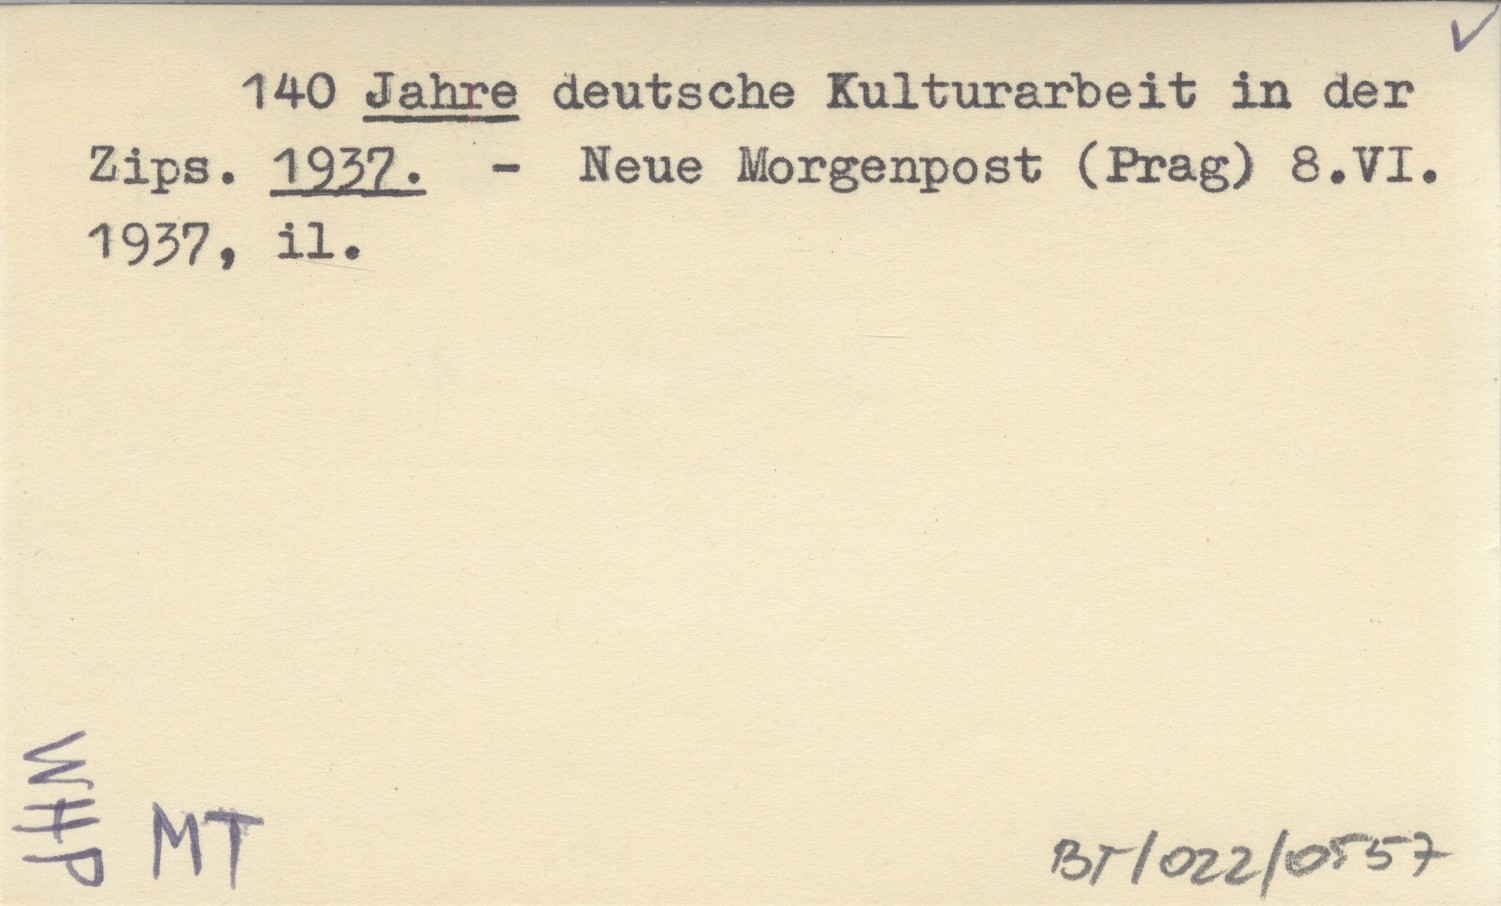 140 Jahre deutsche Kulturarbeit in der
Zips. 1937. - Neue Morgenpost (Prag) 8.VI.
1937, il.
WHP
MT
BT/022/0557